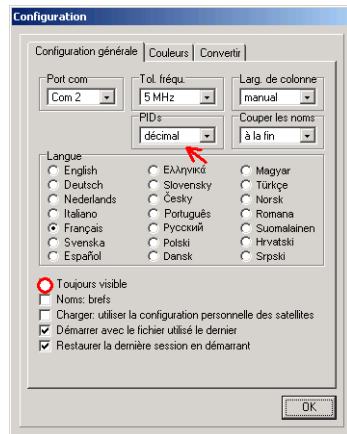 Configuration
Configuration générale Couleurs Convertir
Port com Tol. fréqu. Larg. de colonne
Com 2 5 MHz manual
PIDs Couper les noms
décimal à la fin
Langue
English Ελληνικά Magyar
Deutsch Slovensky Türkçe
Nederlands Česky Norsk
Italiano Português Romana
Français Русский Suomalainen
Svenska Polski Hrvatski
Español Dansk Srpski
Toujours visible
Noms: brefs
Charger: utiliser la configuration personnelle des satellites
Démarrer avec le fichier utilisé le dernier
Restaurer la dernière session en démarrant
OK